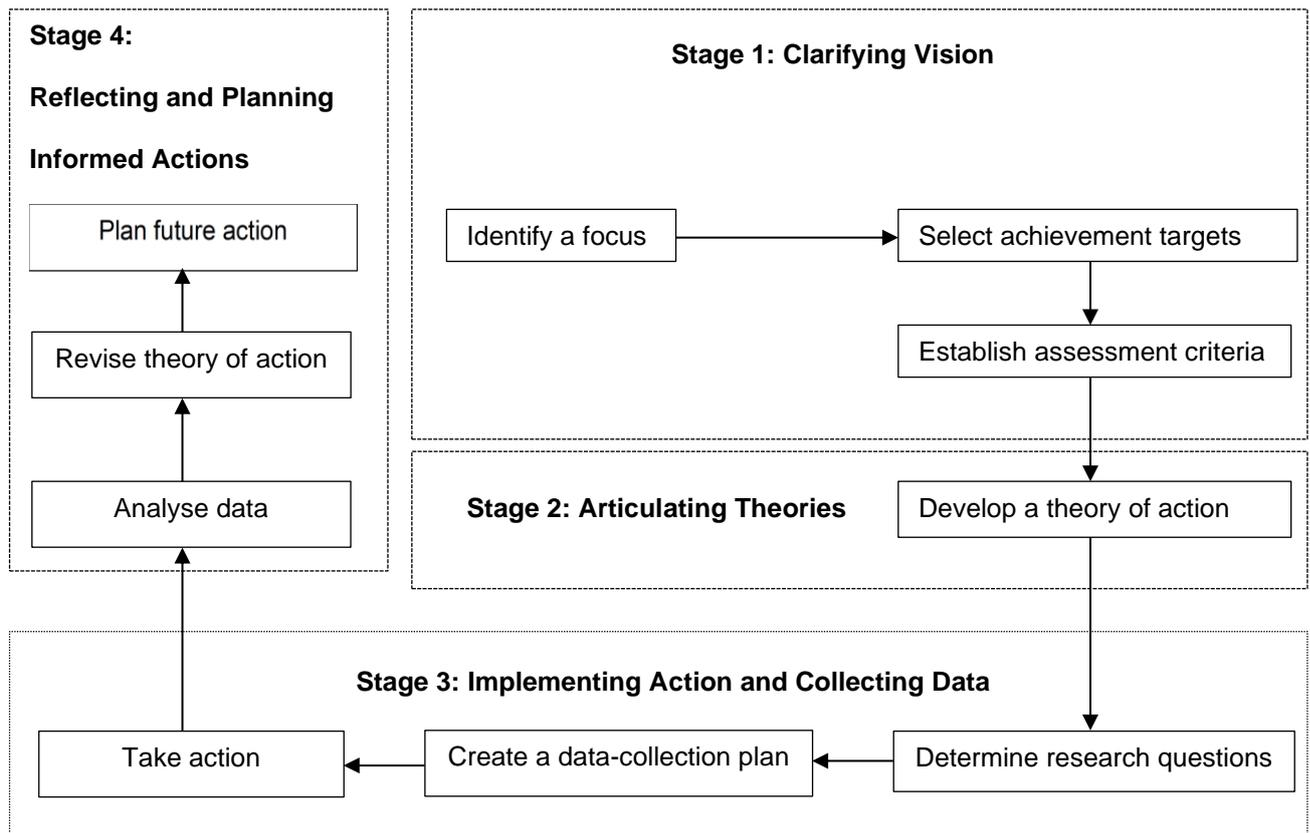 Stage 4:
Reflecting and Planning
Informed Actions
Plan future action
Revise theory of action
Analyse data
Stage 1: Clarifying Vision
Identify a focus
Select achievement targets
Establish assessment criteria
Stage 2: Articulating Theories
Develop a theory of action
Stage 3: Implementing Action and Collecting Data
Take action
Create a data-collection plan
Determine research questions